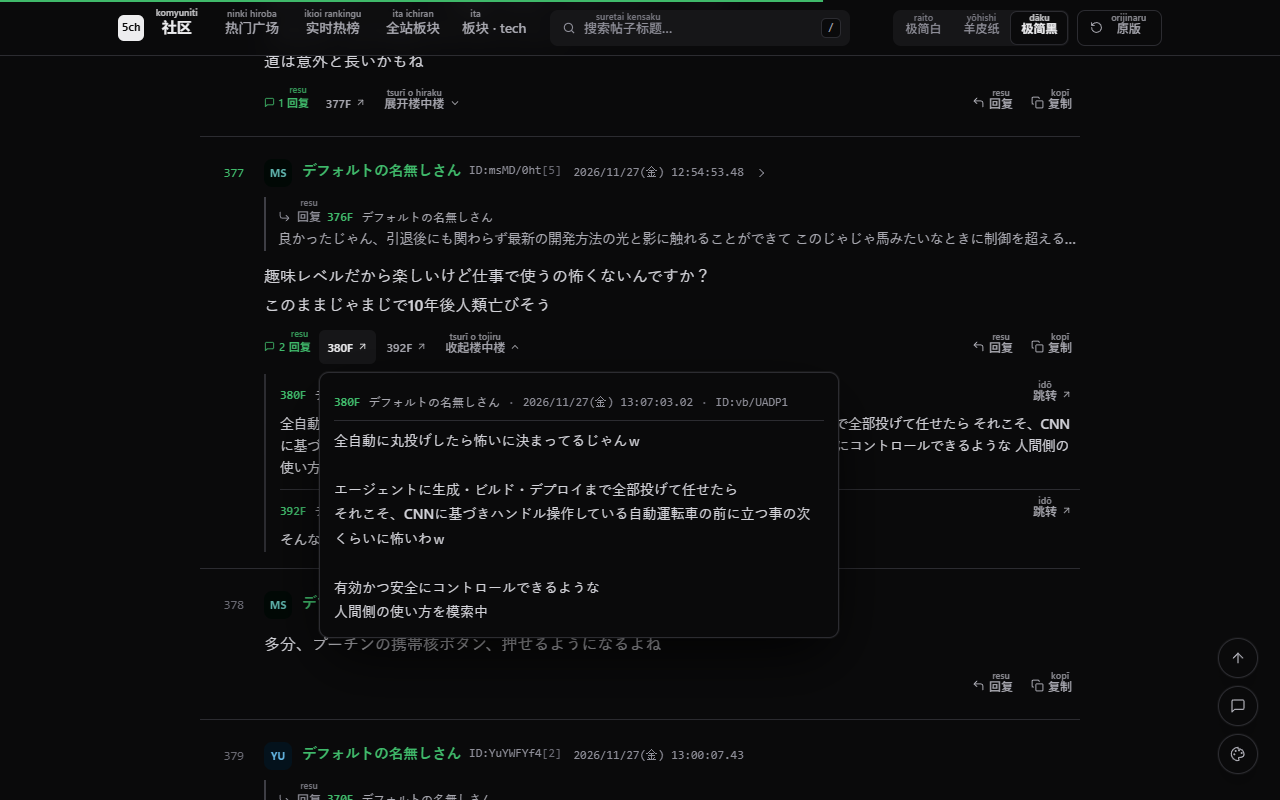 5ch
komyuniti
社区
ninki hiroba
热门广场
ikioi rankingu
实时热榜
ita ichiran
全站板块
ita
板块 · tech
suretai kensaku
搜索帖子标题...
/
raito
极简白
yōhishi
羊皮纸
dāku
极简黑
orijinaru
原版
道は意外と長いかもね
resu
1 回复
377F
tsurī o hiraku
展开楼中楼
resu
回复
kopī
复制
377
MS
デフォルトの名無しさん ID:msMD/0ht[5] 2026/11/27(金) 12:54:53.48
resu
回复 376F デフォルトの名無しさん
良かったじゃん、引退後にも関わらず最新の開発方法の光と影に触れることができて このじゃじゃ馬みたいなときに制御を超える...
趣味レベルだから楽しいけど仕事で使うの怖くないんですか？
このままじゃまじで10年後人類亡びそう
resu
2 回复
380F
392F
tsurī o tojiru
收起楼中楼
resu
回复
kopī
复制
380F
idō
跳转
全自動
で全部投げて任せたら それこそ、CNN
に基づ
にコントロールできるような 人間側の
使い方
392F
idō
跳转
そんな
380F デフォルトの名無しさん · 2026/11/27(金) 13:07:03.02 · ID:vb/UADP1
全自動に丸投げしたら怖いに決まってるじゃんｗ
エージェントに生成・ビルド・デプロイまで全部投げて任せたら
それこそ、CNNに基づきハンドル操作している自動運転車の前に立つ事の次
くらいに怖いわｗ
有効かつ安全にコントロールできるような
人間側の使い方を模索中
378
MS
デ
多分、プーチンの携帯核ボタン、押せるようになるよね
resu
回复
kopī
复制
379
YU
デフォルトの名無しさん ID:YuYWFYf4[2] 2026/11/27(金) 13:00:07.43
resu
回复 370F デフォルトの名無しさん